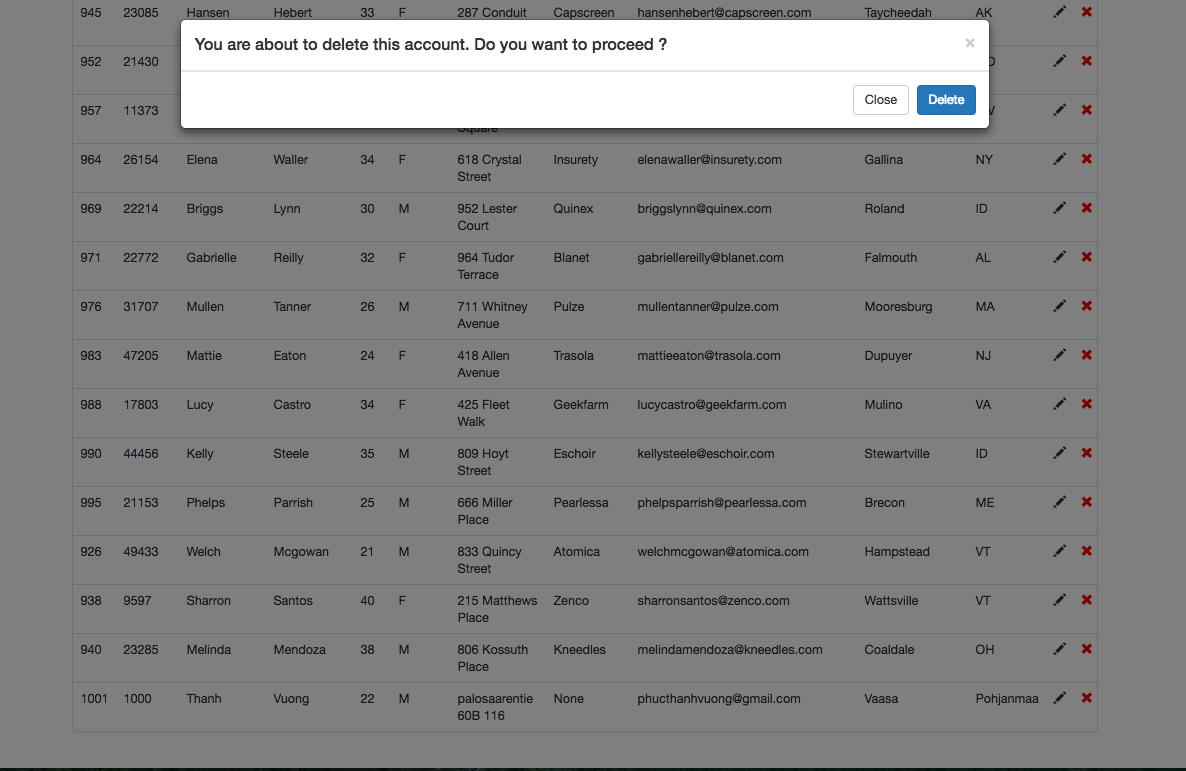 945 23085 Hansen Hebert 33 F 287 Conduit Capscreen hansenhebert@capscreen.com Taycheedah AK
You are about to delete this account. Do you want to proceed ?
×
952 21430
957 11373
Close Delete
Square
964 26154 Elena Waller 34 F 618 Crystal Insurety elenawaller@insurety.com Gallina NY
Street
969 22214 Briggs Lynn 30 M 952 Lester Quinex briggslynn@quinex.com Roland ID
Court
971 22772 Gabrielle Reilly 32 F 964 Tudor Blanet gabriellereilly@blanet.com Falmouth AL
Terrace
976 31707 Mullen Tanner 26 M 711 Whitney Pulze mullentanner@pulze.com Mooresburg MA
Avenue
983 47205 Mattie Eaton 24 F 418 Allen Trasola mattieeaton@trasola.com Dupuyer NJ
Avenue
988 17803 Lucy Castro 34 F 425 Fleet Geekfarm lucycastro@geekfarm.com Mulino VA
Walk
990 44456 Kelly Steele 35 M 809 Hoyt Eschoir kellysteele@eschoir.com Stewartville ID
Street
995 21153 Phelps Parrish 25 M 666 Miller Pearlessa phelpsparrish@pearlessa.com Brecon ME
Place
926 49433 Welch Mcgowan 21 M 833 Quincy Atomica welchmcgowan@atomica.com Hampstead VT
Street
938 9597 Sharron Santos 40 F 215 Matthews Zenco sharronsantos@zenco.com Wattsville VT
Place
940 23285 Melinda Mendoza 38 M 806 Kossuth Kneedles melindamendoza@kneedles.com Coaldale OH
Place
1001 1000 Thanh Vuong 22 M palosaarentie None phucthanhvuong@gmail.com Vaasa Pohjanmaa
60B 116